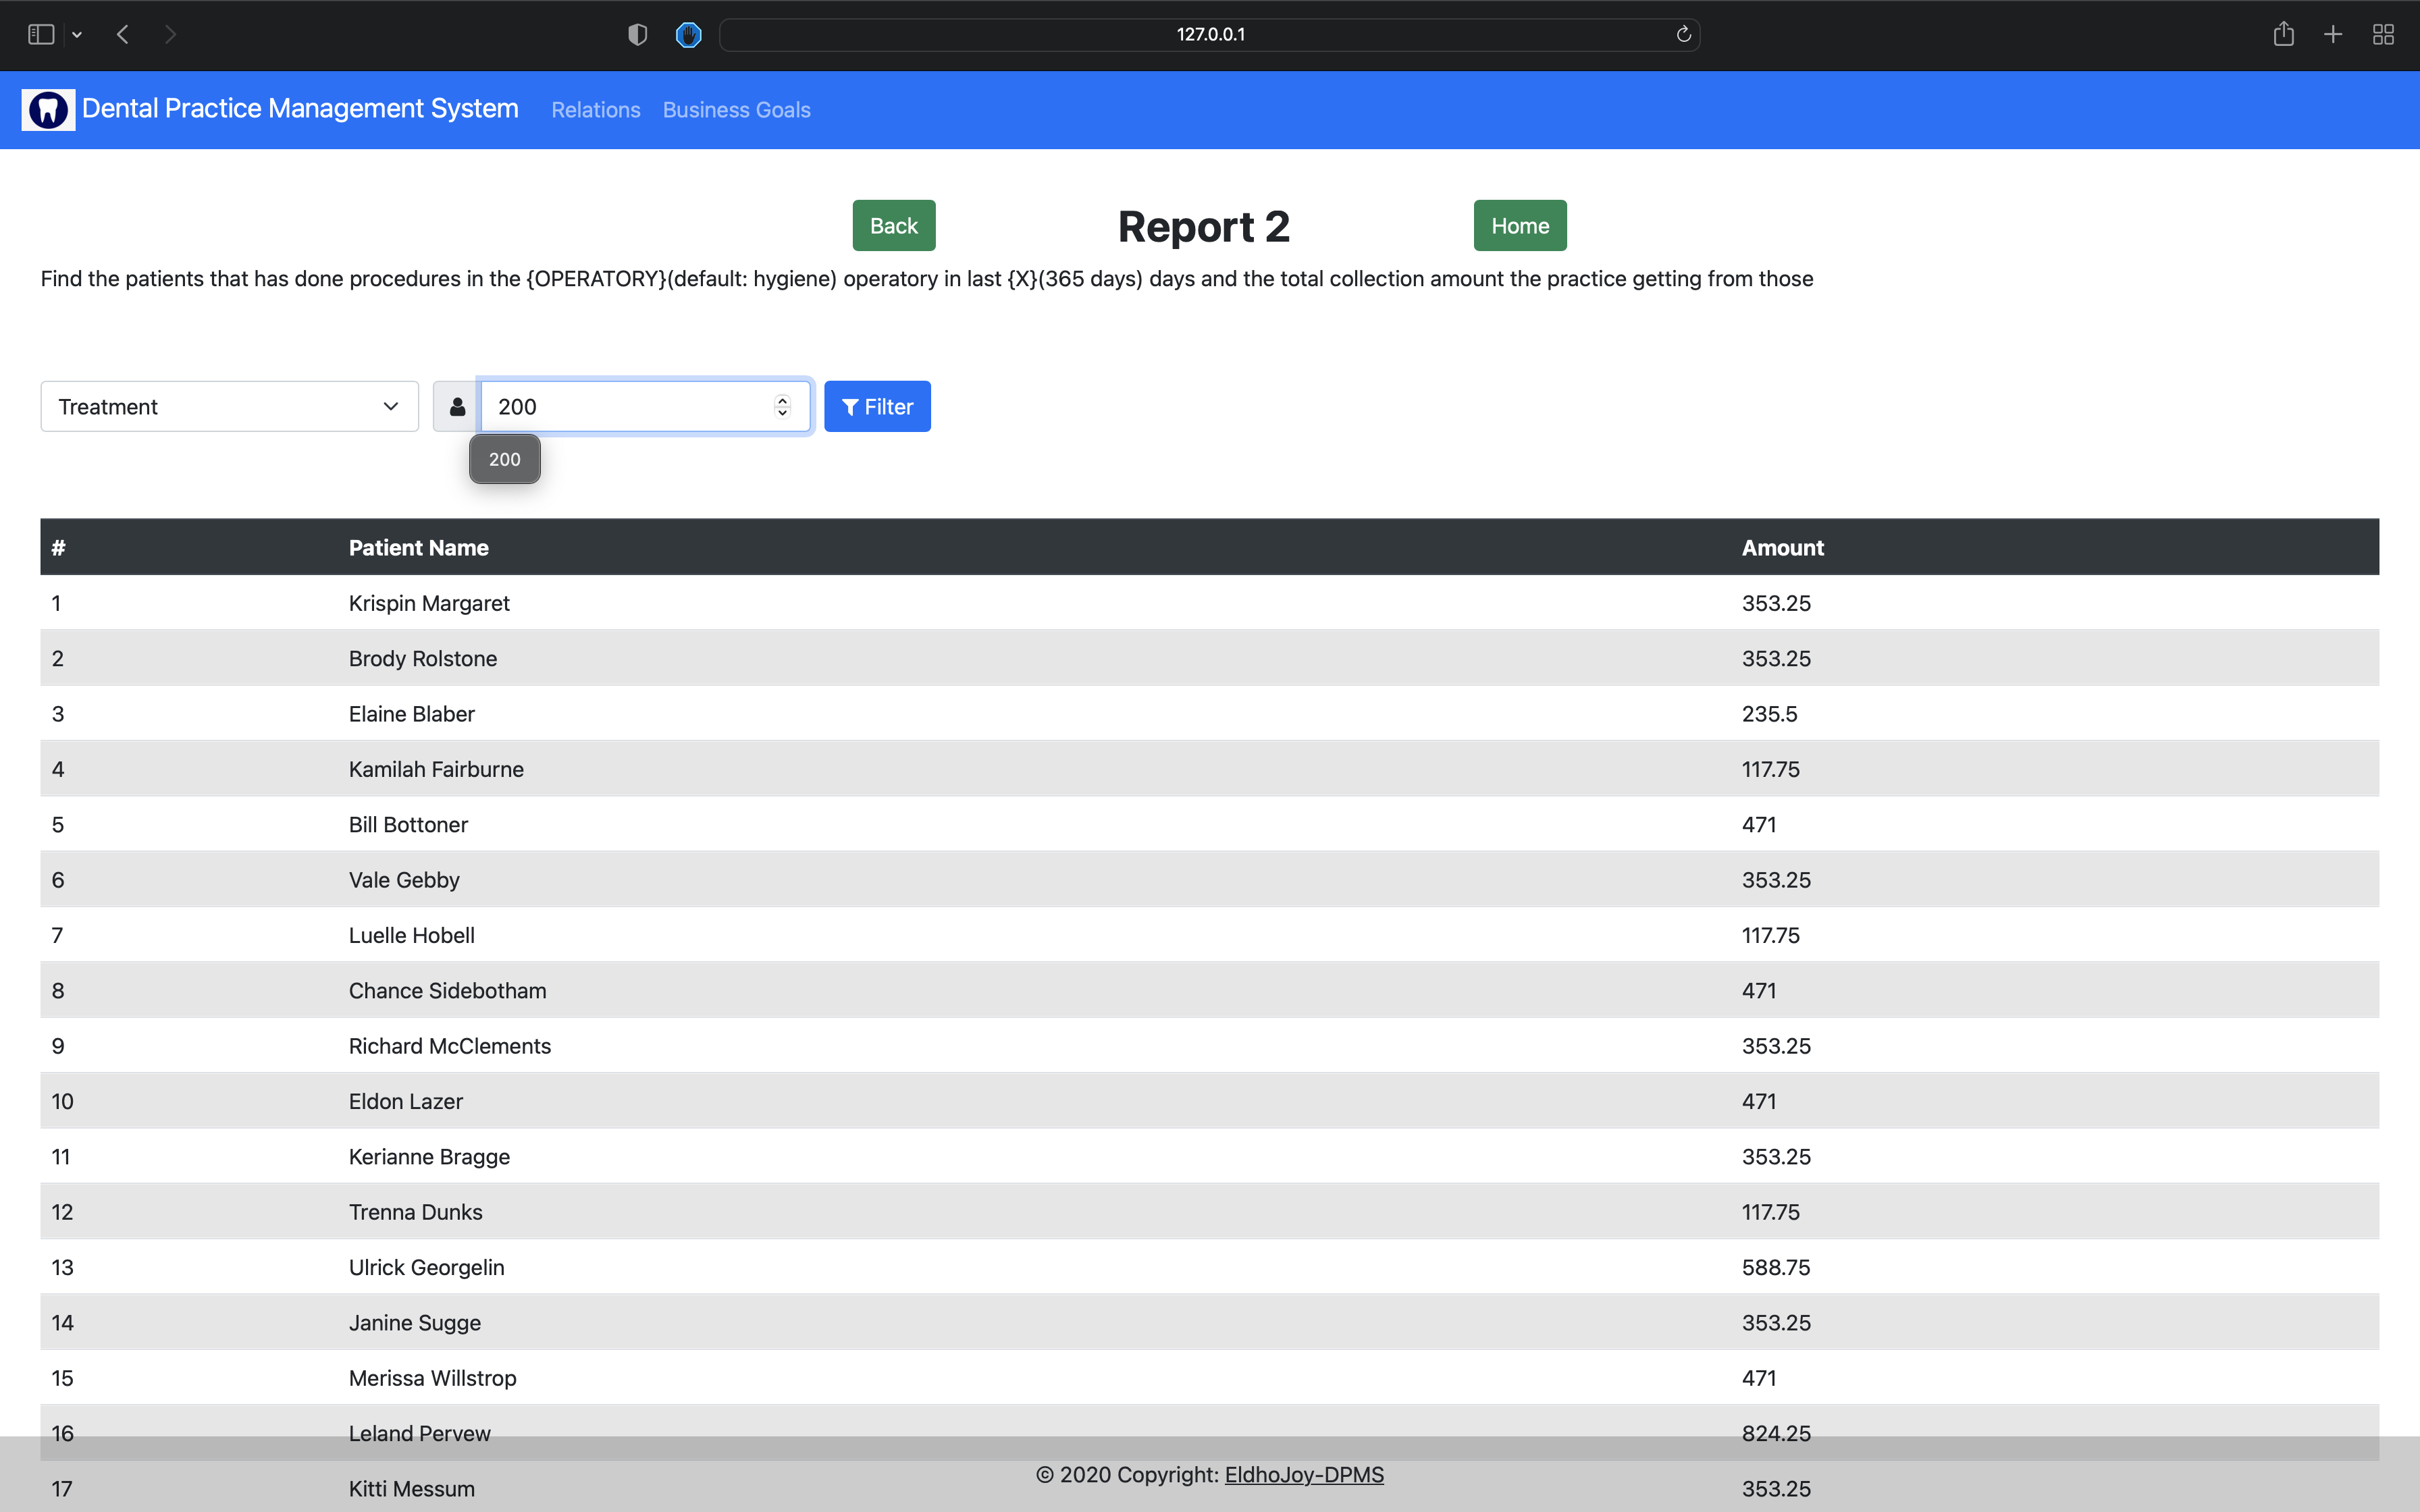 127.0.0.1
Dental Practice Management System Relations Business Goals
Back Report 2 Home
Find the patients that has done procedures in the {OPERATORY}(default: hygiene) operatory in last {X}(365 days) days and the total collection amount the practice getting from those
Treatment 200 Filter
200
# Patient Name Amount
1 Krispin Margaret 353.25
2 Brody Rolstone 353.25
3 Elaine Blaber 235.5
4 Kamilah Fairburne 117.75
5 Bill Bottoner 471
6 Vale Gebby 353.25
7 Luelle Hobell 117.75
8 Chance Sidebotham 471
9 Richard McClements 353.25
10 Eldon Lazer 471
11 Kerianne Bragge 353.25
12 Trenna Dunks 117.75
13 Ulrick Georgelin 588.75
14 Janine Sugge 353.25
15 Merissa Willstrop 471
16 Leland Pervew 824.25
© 2020 Copyright: EldhoJoy-DPMS
17 Kitti Messum 353.25